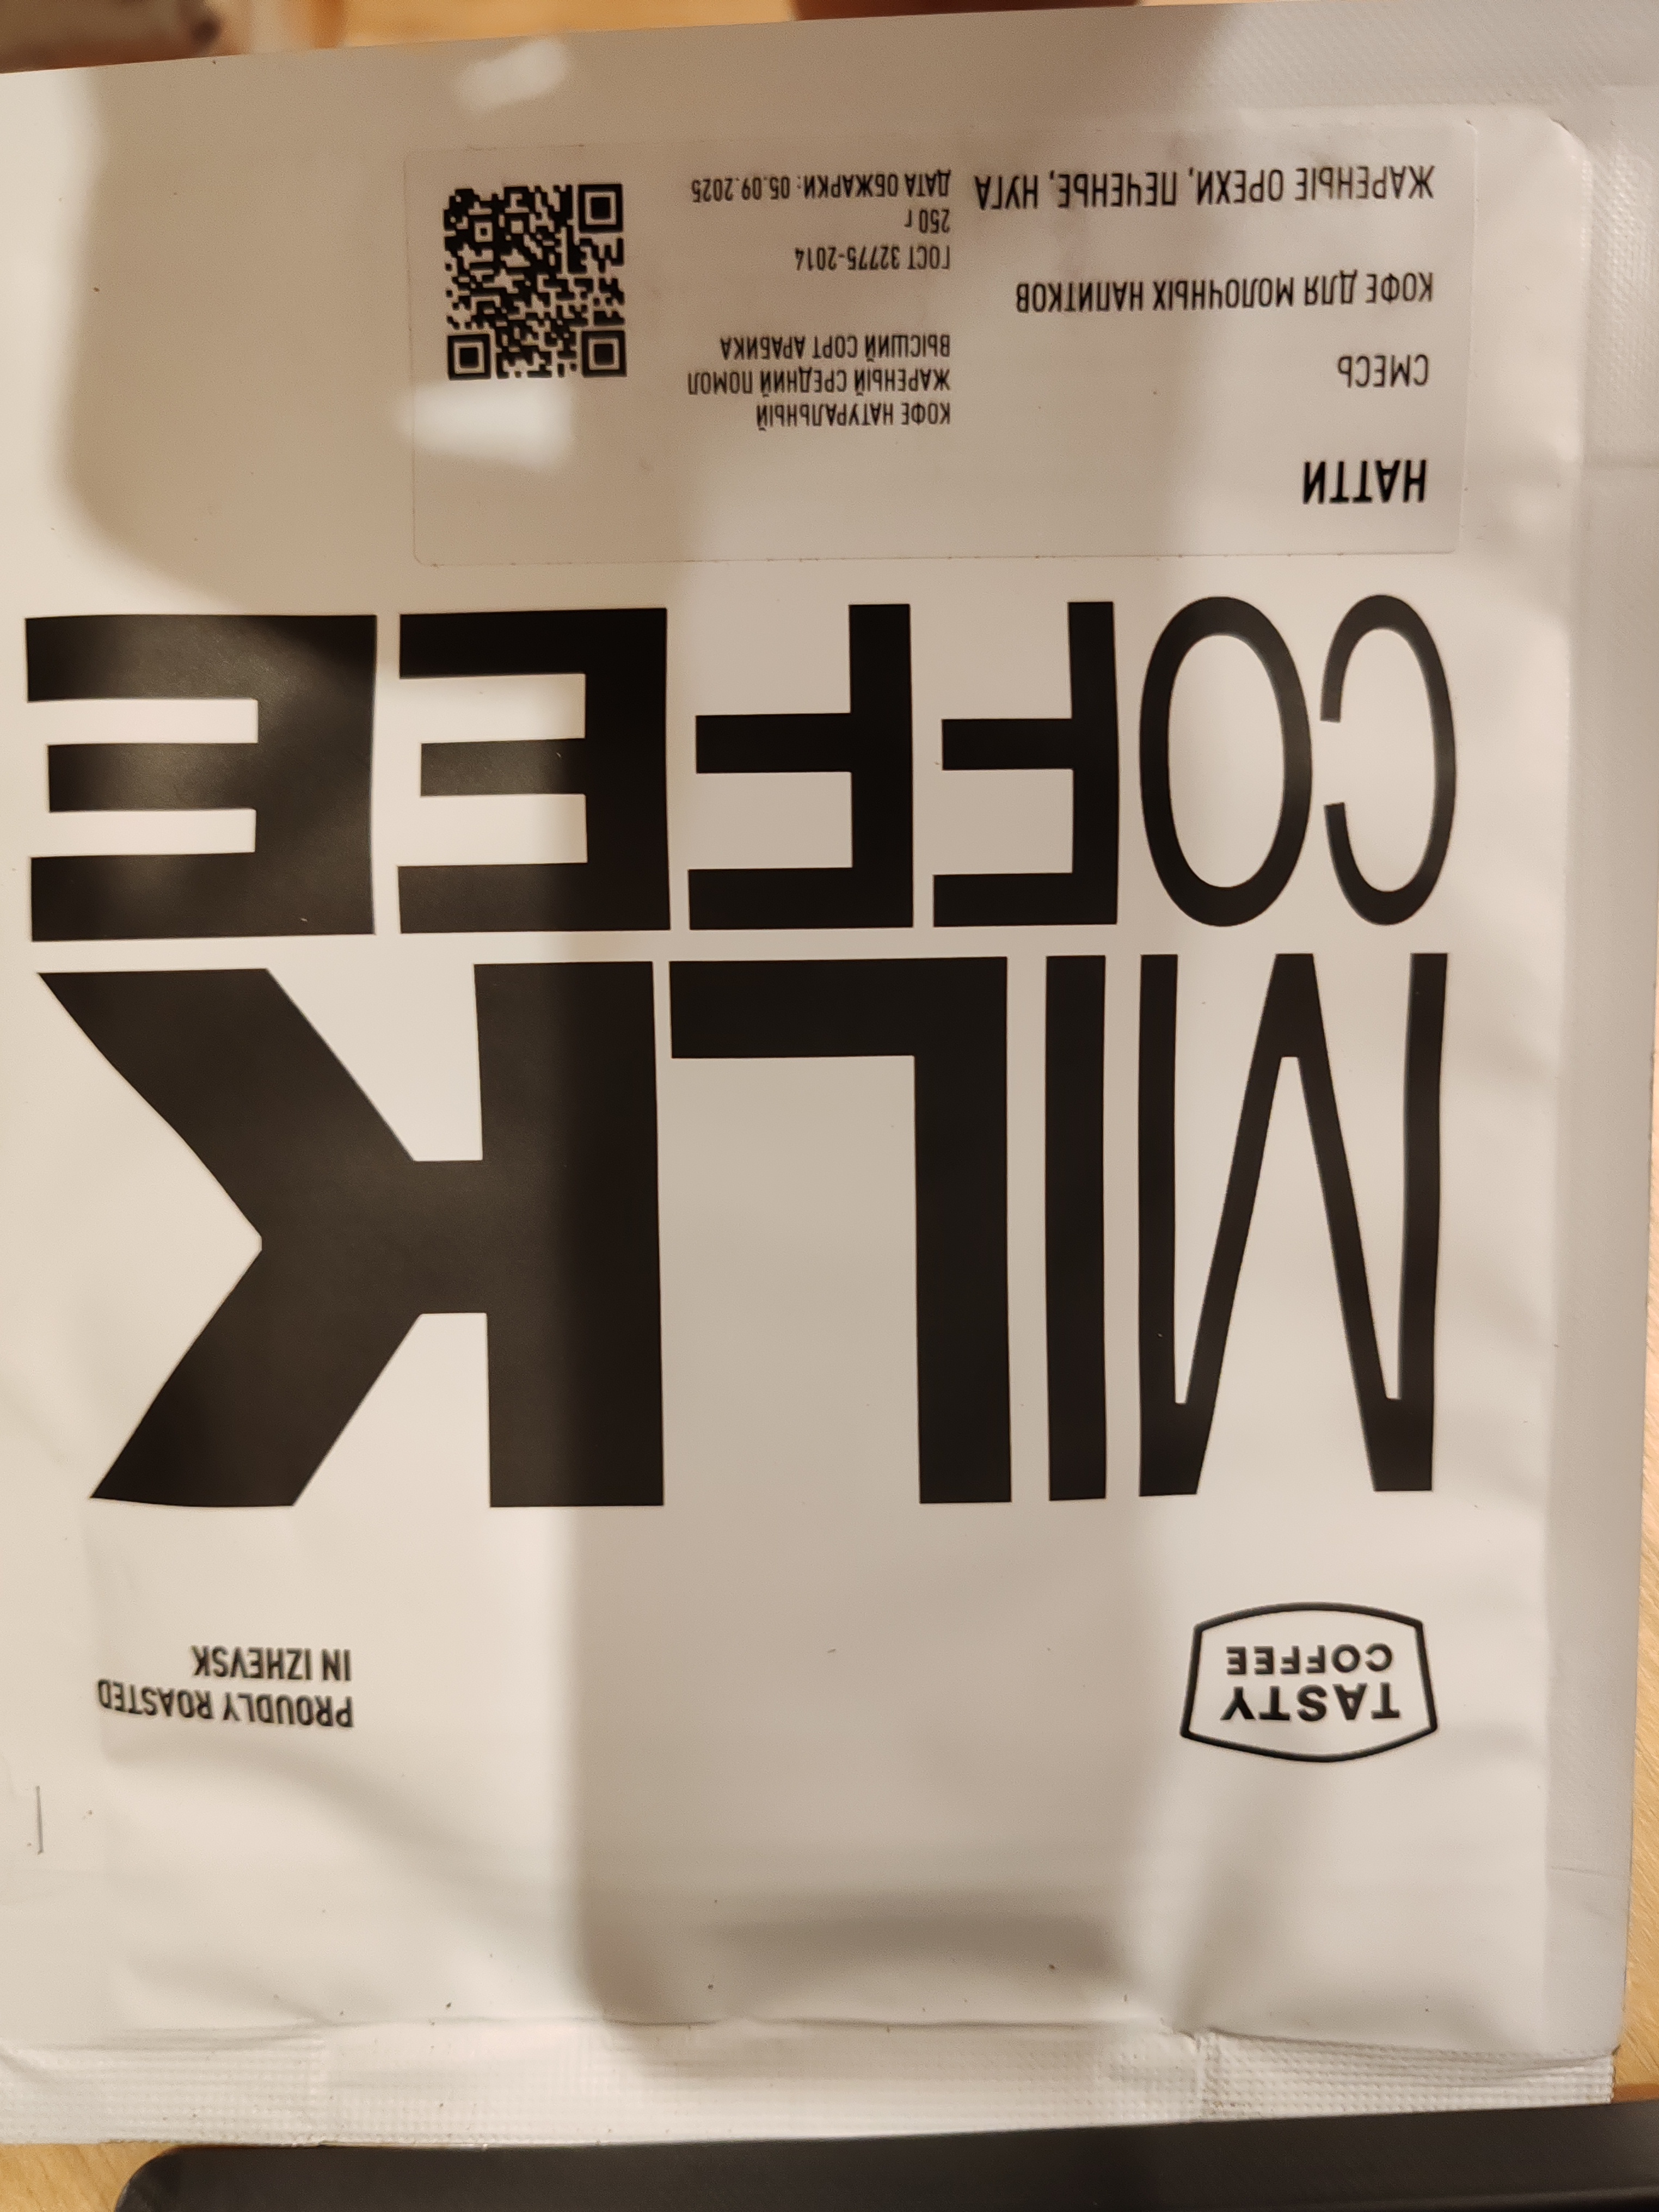 TASTY
COFFEE
PROUDLY ROASTED
IN IZHEVSK
MILK
COFFEE
НАТТИ
СМЕСЬ
КОФЕ ДЛЯ МОЛОЧНЫХ НАПИТКОВ
ЖАРЕНЫЕ ОРЕХИ, ПЕЧЕНЬЕ, НУГА
КОФЕ НАТУРАЛЬНЫЙ
ЖАРЕНЫЙ СРЕДНИЙ ПОМОЛ
ВЫСШИЙ СОРТ АРАБИКА
ГОСТ 32775-2014
250 г
ДАТА ОБЖАРКИ: 05.09.2025